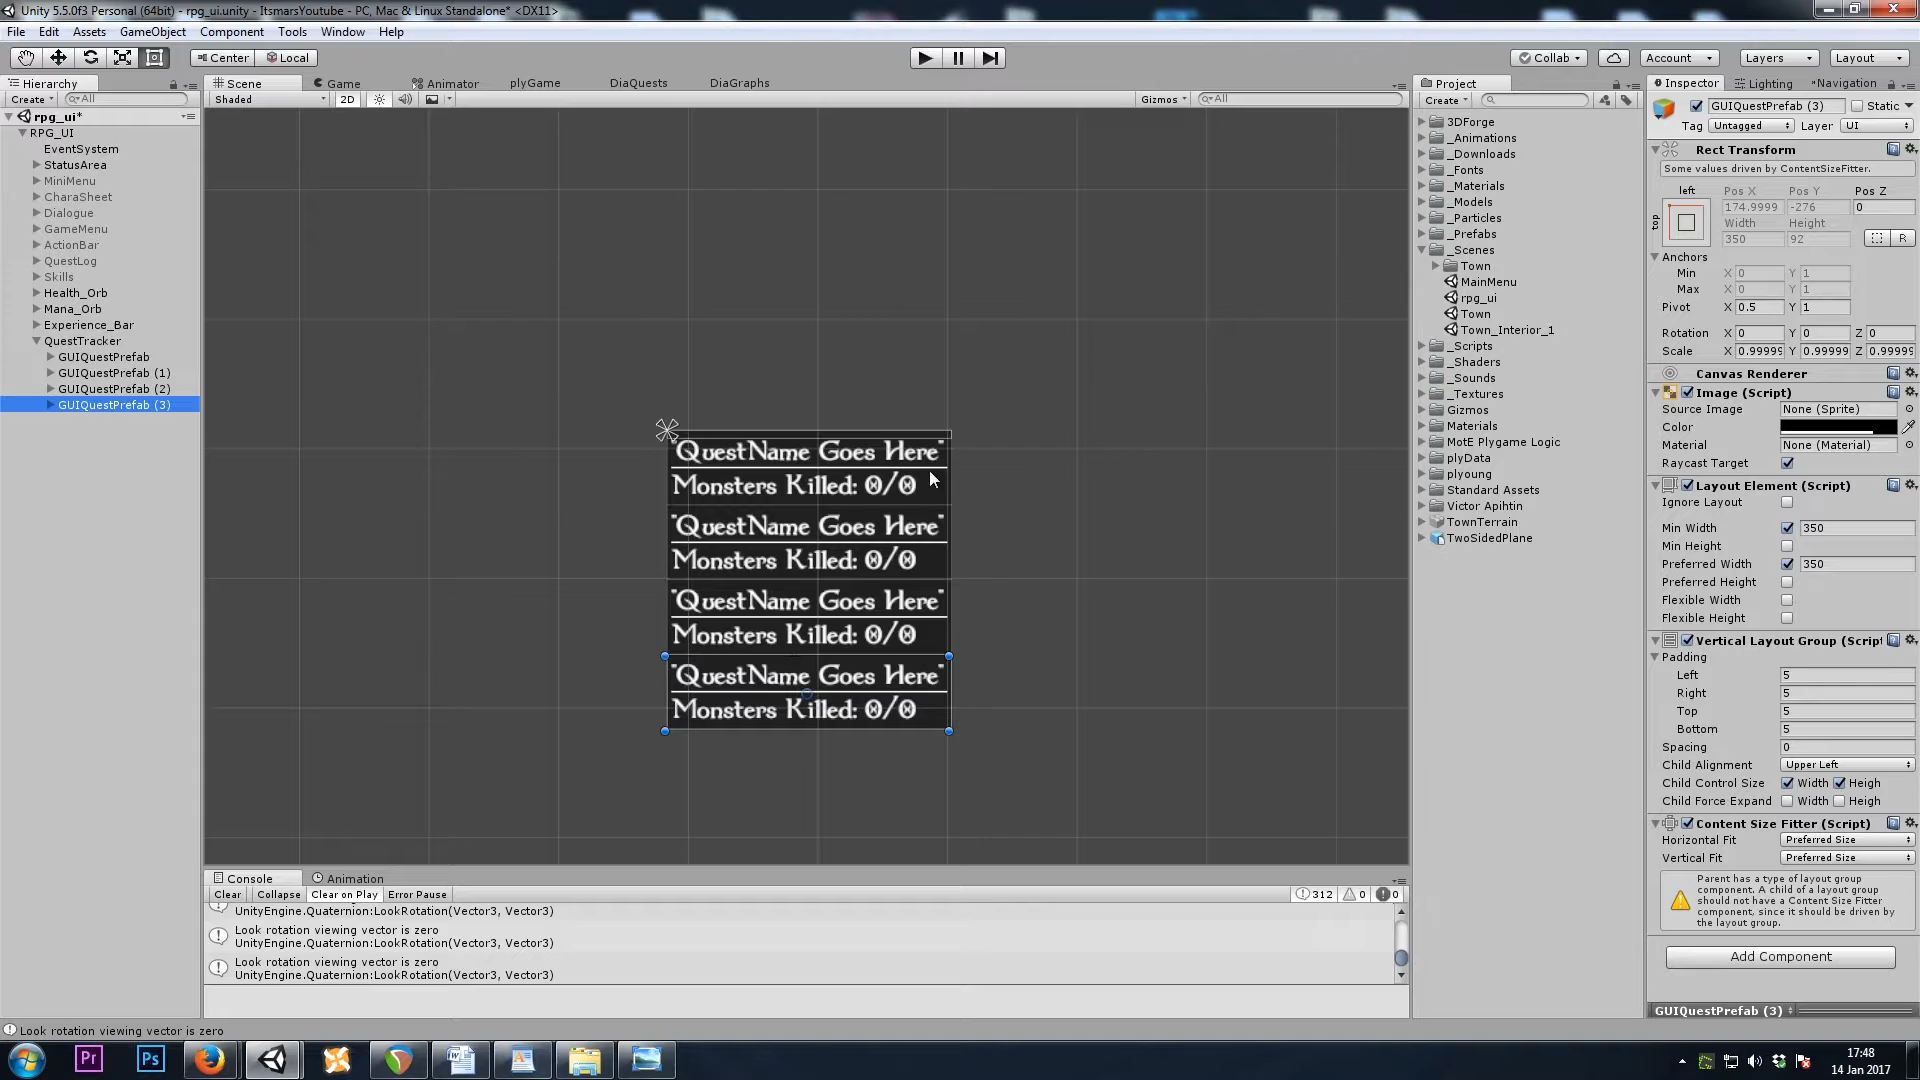 Unity 5.5.0f3 Personal (64bit) - rpg_ui.unity - ItsmarsYoutube - PC, Mac & Linux Standalone* <DX11>
File Edit Assets GameObject Component Tools Window Help
Center Local Collab Account Layers Layout
Hierarchy
Create All
rpg_ui*
RPG_UI
EventSystem
StatusArea
MiniMenu
CharaSheet
Dialogue
GameMenu
ActionBar
QuestLog
Skills
Health_Orb
Mana_Orb
Experience_Bar
QuestTracker
GUIQuestPrefab
GUIQuestPrefab (1)
GUIQuestPrefab (2)
GUIQuestPrefab (3)
Scene Game Animator plyGame DiaQuests DiaGraphs
Shaded 2D Gizmos All
"QuestName Goes Here"
Monsters Killed: 0/0
"QuestName Goes Here"
Monsters Killed: 0/0
"QuestName Goes Here"
Monsters Killed: 0/0
"QuestName Goes Here"
Monsters Killed: 0/0
Console Animation
Clear Collapse Clear on Play Error Pause 312 0 0
UnityEngine.Quaternion:LookRotation(Vector3, Vector3)
Look rotation viewing vector is zero
UnityEngine.Quaternion:LookRotation(Vector3, Vector3)
Look rotation viewing vector is zero
UnityEngine.Quaternion:LookRotation(Vector3, Vector3)
Project
Create
3DForge
_Animations
_Downloads
_Fonts
_Materials
_Models
_Particles
_Prefabs
_Scenes
Town
MainMenu
rpg_ui
Town
Town_Interior_1
_Scripts
_Shaders
_Sounds
_Textures
Gizmos
Materials
MotE Plygame Logic
plyData
plyoung
Standard Assets
Victor Apihtin
TownTerrain
TwoSidedPlane
Inspector Lighting Navigation
GUIQuestPrefab (3) Static
Tag Untagged Layer UI
Rect Transform
Some values driven by ContentSizeFitter.
left Pos X Pos Y Pos Z
top 174.9999 -276 0
Width Height
350 92 R
Anchors
Min X 0 Y 1
Max X 0 Y 1
Pivot X 0.5 Y 1
Rotation X 0 Y 0 Z 0
Scale X 0.99999 Y 0.99999 Z 0.99999
Canvas Renderer
Image (Script)
Source Image None (Sprite)
Color
Material None (Material)
Raycast Target
Layout Element (Script)
Ignore Layout
Min Width 350
Min Height
Preferred Width 350
Preferred Height
Flexible Width
Flexible Height
Vertical Layout Group (Script
Padding
Left 5
Right 5
Top 5
Bottom 5
Spacing 0
Child Alignment Upper Left
Child Control Size Width Heigh
Child Force Expand Width Heigh
Content Size Fitter (Script)
Horizontal Fit Preferred Size
Vertical Fit Preferred Size
Parent has a type of layout group
component. A child of a layout group
should not have a Content Size Fitter
component, since it should be driven by
the layout group.
Add Component
GUIQuestPrefab (3)
Look rotation viewing vector is zero
Pr Ps W A
17:48
14 Jan 2017